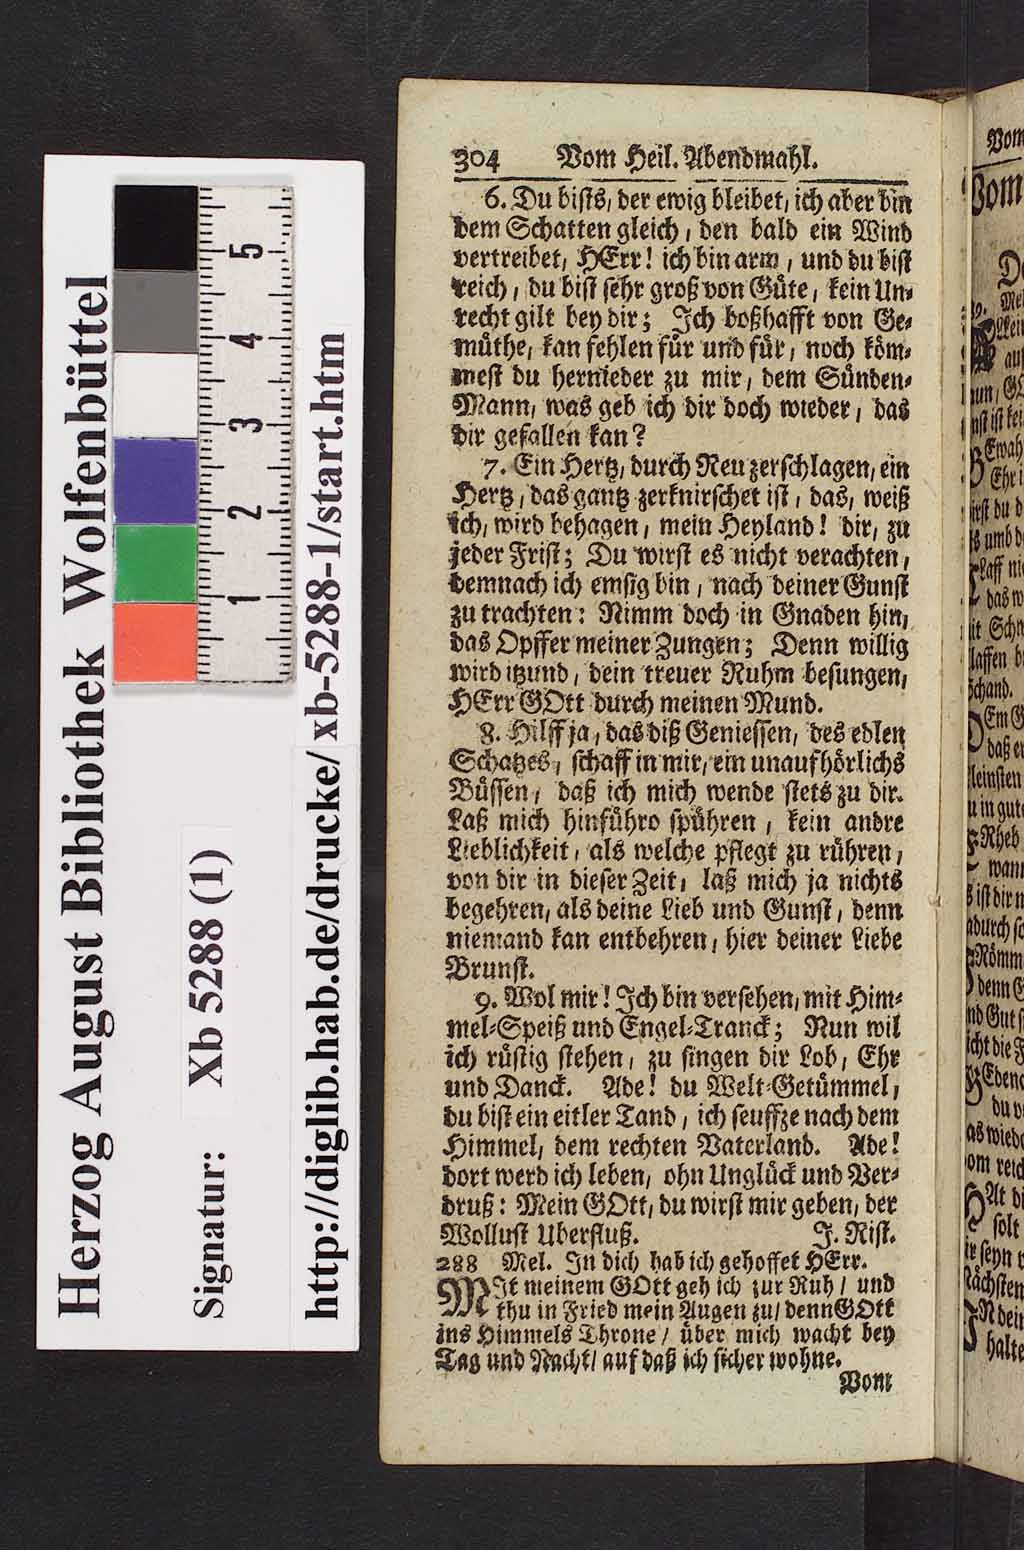 304 Vom Heil. Abendmahl.
6. Du bists, der ewig bleibet, ich aber bin
dem Schatten gleich, den bald ein Wind
vertreibet, HErr! ich bin arm, und du bist
reich, du bist sehr groß von Güte, kein Un-
recht gilt bey dir; Ich boßhafft von Ge-
müthe, kan fehlen für und für, noch köm-
mest du hernieder zu mir, dem Sünden-
Mann, was geb ich dir doch wieder, das
dir gefallen kan?
7. Ein Hertz, durch Reu zerschlagen, ein
Hertz, das gantz zerknirschet ist, das, weiß
ich, wird behagen, mein Heyland! dir, zu
jeder Frist; Du wirst es nicht verachten,
demnach ich emsig bin, nach deiner Gunst
zu trachten: Nimm doch in Gnaden hin,
das Opffer meiner Zungen; Denn willig
wird itzund, dein treuer Ruhm besungen,
HErr GOtt durch meinen Mund.
8. Hilff ja, das diß Geniessen, des edlen
Schatzes, schaff in mir, ein unaufhörlichs
Büssen, daß ich mich wende stets zu dir.
Laß mich hinführo spühren, kein andre
Lieblichkeit, als welche pflegt zu rühren,
von dir in dieser Zeit, laß mich ja nichts
begehren, als deine Lieb und Gunst, denn
niemand kan entbehren, hier deiner Liebe
Brunst.
9. Wol mir! Ich bin versehen, mit Him-
mel-Speiß und Engel-Tranck; Nun wil
ich rüstig stehen, zu singen dir Lob, Ehr
und Danck. Ade! du Welt-Getümmel,
du bist ein eitler Tand, ich seuffze nach dem
Himmel, dem rechten Vaterland. Ade!
dort werd ich leben, ohn Unglück und Ver-
druß: Mein GOtt, du wirst mir geben, der
Wollust Uberfluß. J. Rist.
288 Mel. In dich hab ich gehoffet HErr.
MIt meinem GOtt geh ich zur Ruh / und
thu in Fried mein Augen zu / denn GOtt
ins Himmels Throne / über mich wacht bey
Tag und Nacht / auf daß ich sicher wohne.
Vom
Herzog August Bibliothek Wolfenbüttel
Signatur: Xb 5288 (1)
http://diglib.hab.de/drucke/xb-5288-1/start.htm
5
4
3
2
1